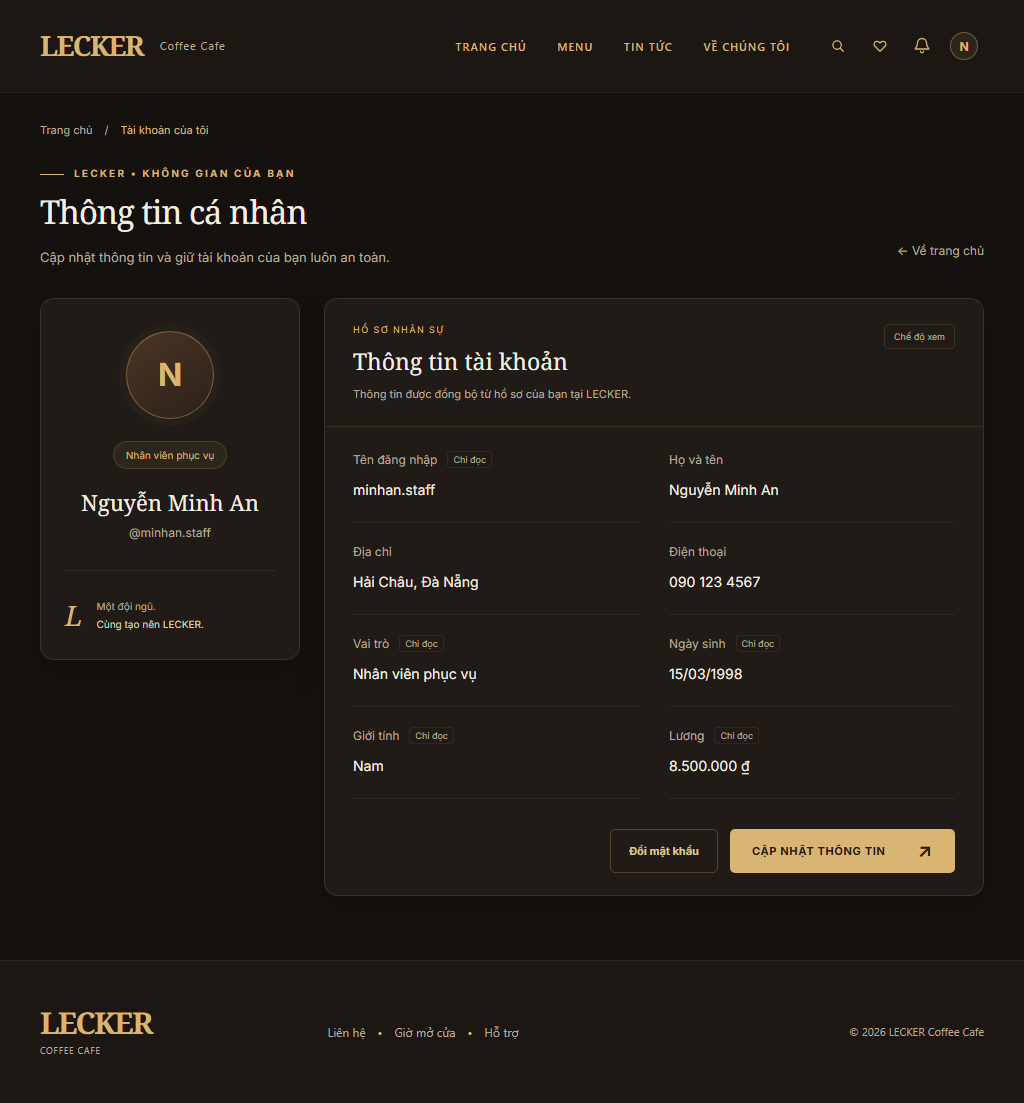 LECKER Coffee Cafe TRANG CHỦ MENU TIN TỨC VỀ CHÚNG TÔI N
Trang chủ / Tài khoản của tôi
LECKER • KHÔNG GIAN CỦA BẠN
Thông tin cá nhân
Cập nhật thông tin và giữ tài khoản của bạn luôn an toàn.
← Về trang chủ
N
Nhân viên phục vụ
Nguyễn Minh An
@minhan.staff
L
Một đội ngũ.
Cùng tạo nên LECKER.
HỒ SƠ NHÂN SỰ
Chế độ xem
Thông tin tài khoản
Thông tin được đồng bộ từ hồ sơ của bạn tại LECKER.
Tên đăng nhập Chỉ đọc
minhan.staff
Họ và tên
Nguyễn Minh An
Địa chỉ
Hải Châu, Đà Nẵng
Điện thoại
090 123 4567
Vai trò Chỉ đọc
Nhân viên phục vụ
Ngày sinh Chỉ đọc
15/03/1998
Giới tính Chỉ đọc
Nam
Lương Chỉ đọc
8.500.000 ₫
Đổi mật khẩu
CẬP NHẬT THÔNG TIN
LECKER
COFFEE CAFE
Liên hệ • Giờ mở cửa • Hỗ trợ
© 2026 LECKER Coffee Cafe